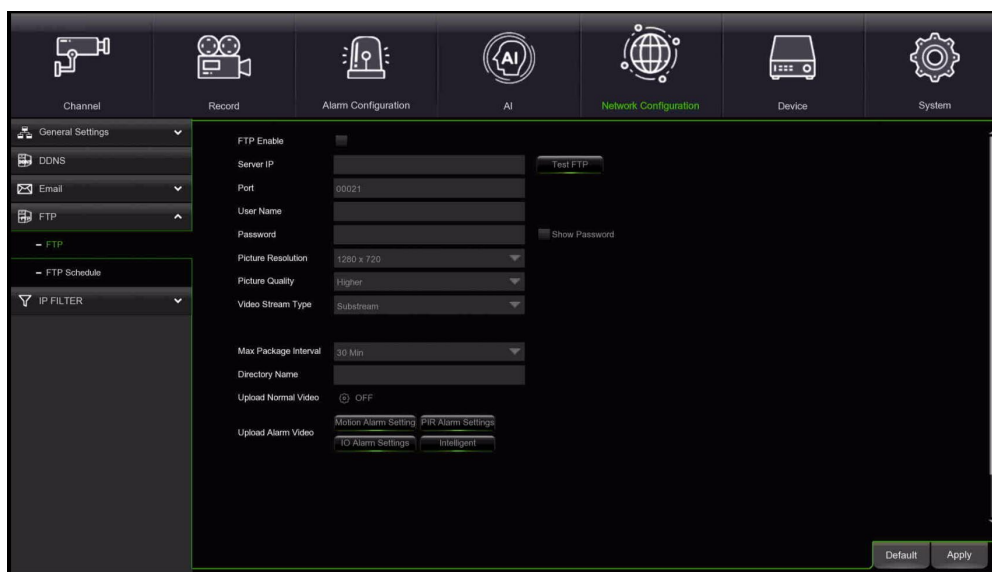 Channel
Record
Alarm Configuration
AI
AI
Network Configuration
Device
System
General Settings
DDNS
Email
FTP
– FTP
– FTP Schedule
IP FILTER
FTP Enable
Server IP
Test FTP
Port
00021
User Name
Password
Show Password
Picture Resolution
1280 x 720
Picture Quality
Higher
Video Stream Type
Substream
Max Package Interval
30 Min
Directory Name
Upload Normal Video
OFF
Upload Alarm Video
Motion Alarm Setting
PIR Alarm Settings
IO Alarm Settings
Intelligent
Default
Apply